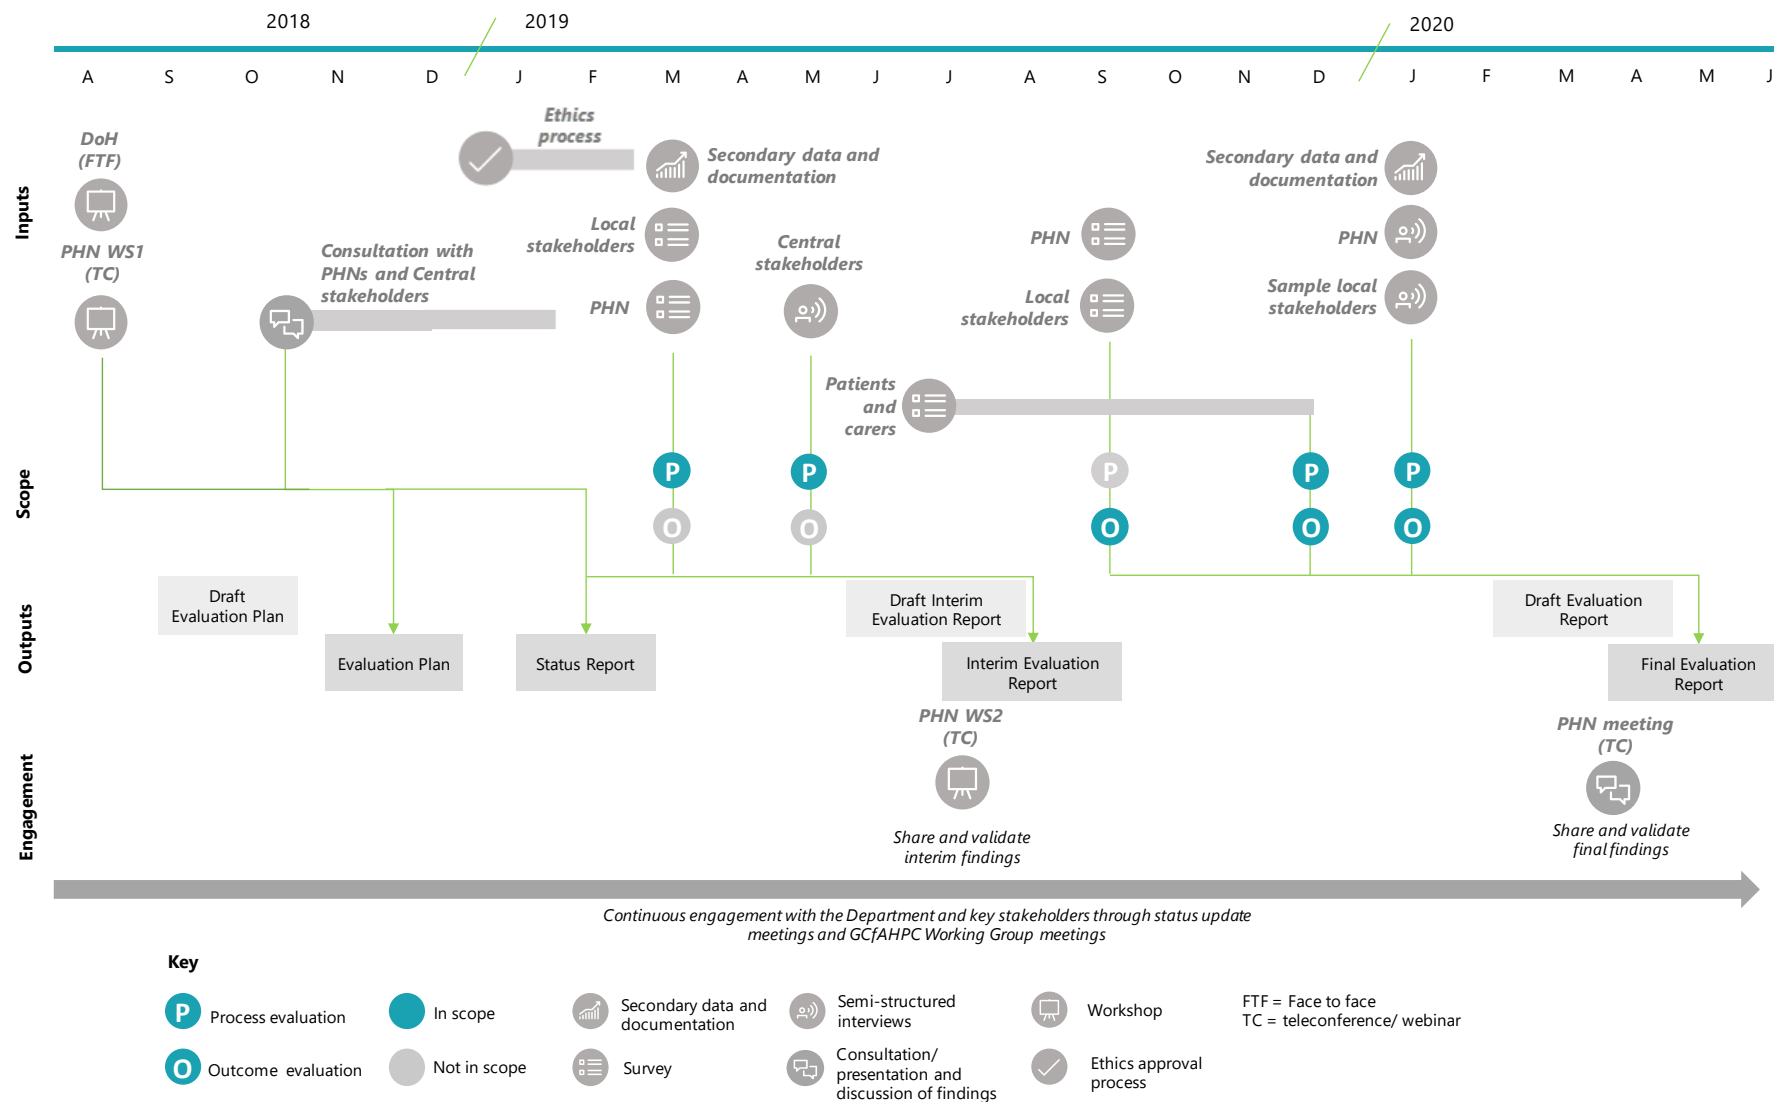 2018
2019
2020
A S O N D J F M A M J J A S O N D J F M A M J
Inputs
DoH
(FTF)
PHN WS1
(TC)
Consultation with
PHNs and Central
stakeholders
Ethics
process
Secondary data and
documentation
Local
stakeholders
PHN
Central
stakeholders
Patients
and
carers
PHN
Local
stakeholders
Secondary data and
documentation
PHN
Sample local
stakeholders
Scope
P P P P P
O O O O O
Outputs
Draft
Evaluation Plan
Evaluation Plan
Status Report
Draft Interim
Evaluation Report
Interim Evaluation
Report
Draft Evaluation
Report
Final Evaluation
Report
Engagement
PHN WS2
(TC)
Share and validate
interim findings
PHN meeting
(TC)
Share and validate
final findings
Continuous engagement with the Department and key stakeholders through status update
meetings and GCfAHPC Working Group meetings
Key
P Process evaluation
O Outcome evaluation
In scope
Not in scope
Secondary data and
documentation
Survey
Semi-structured
interviews
Consultation/
presentation and
discussion of findings
Workshop
Ethics approval
process
FTF = Face to face
TC = teleconference/ webinar